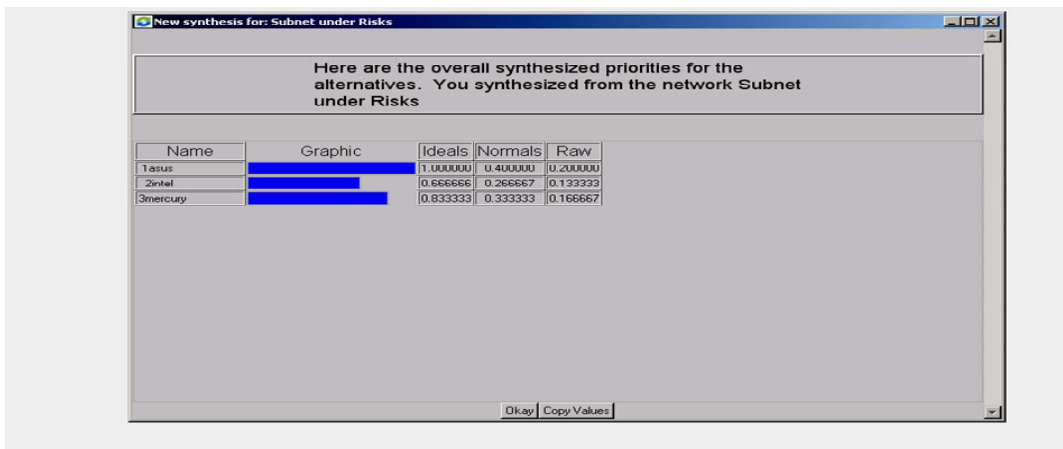 New synthesis for: Subnet under Risks
Here are the overall synthesized priorities for the
alternatives. You synthesized from the network Subnet
under Risks
Name Graphic Ideals Normals Raw
1asus 1.000000 0.400000 0.200000
2intel 0.666666 0.266667 0.133333
3mercury 0.833333 0.333333 0.166667
Okay Copy Values